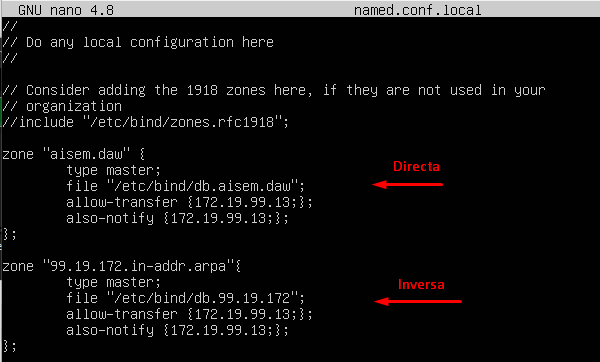 GNU nano 4.8 named.conf.local
//
// Do any local configuration here
//
// Consider adding the 1918 zones here, if they are not used in your
// organization
//include "/etc/bind/zones.rfc1918";
zone "aisem.daw" {
type master;
Directa
file "/etc/bind/db.aisem.daw";
allow-transfer {172.19.99.13;};
also-notify {172.19.99.13;};
};
zone "99.19.172.in-addr.arpa"{
type master;
Inversa
file "/etc/bind/db.99.19.172";
allow-transfer {172.19.99.13;};
also-notify {172.19.99.13;};
};